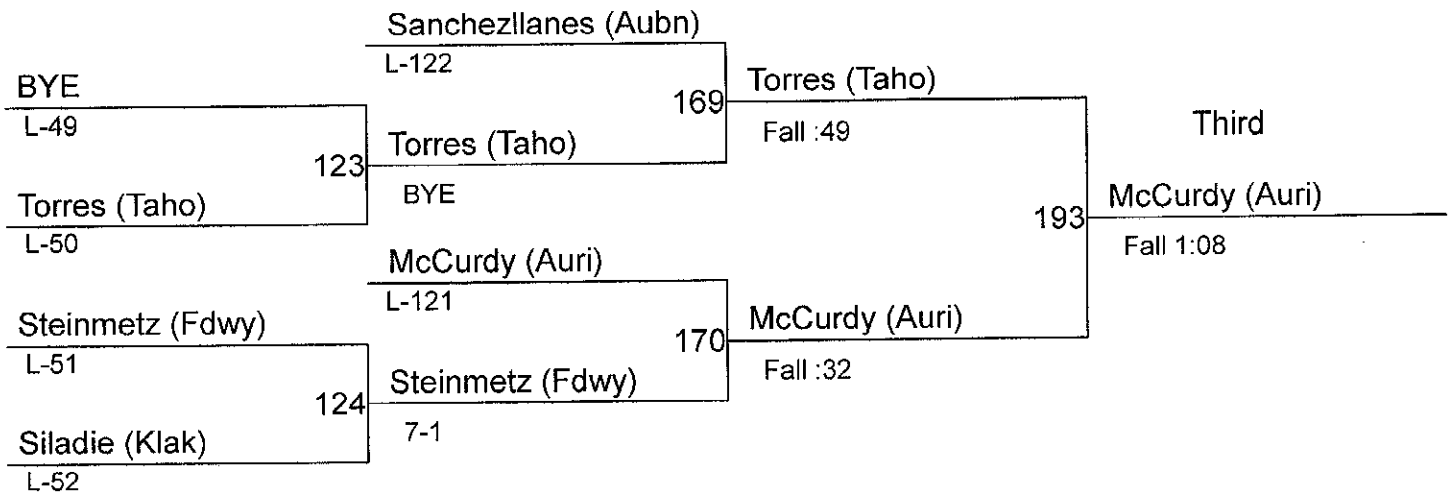 Sanchezllanes (Aubn)
L-122
BYE
L-49
169
Torres (Taho)
Fall :49
Third
123
Torres (Taho)
BYE
Torres (Taho)
L-50
193
McCurdy (Auri)
Fall 1:08
McCurdy (Auri)
L-121
Steinmetz (Fdwy)
L-51
170
McCurdy (Auri)
Fall :32
124
Steinmetz (Fdwy)
7-1
Siladie (Klak)
L-52